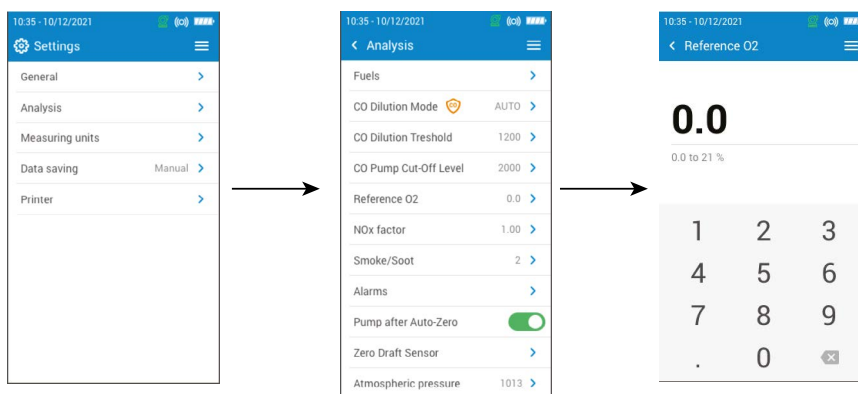 10:35 - 10/12/2021
Settings
General
Analysis
Measuring units
Data saving Manual
Printer
10:35 - 10/12/2021
Analysis
Fuels
CO Dilution Mode CO AUTO
CO Dilution Treshold 1200
CO Pump Cut-Off Level 2000
Reference O2 0.0
NOx factor 1.00
Smoke/Soot 2
Alarms
Pump after Auto-Zero
Zero Draft Sensor
Atmospheric pressure 1013
10:35 - 10/12/2021
Reference O2
0.0
0.0 to 21 %
1 2 3
4 5 6
7 8 9
. 0